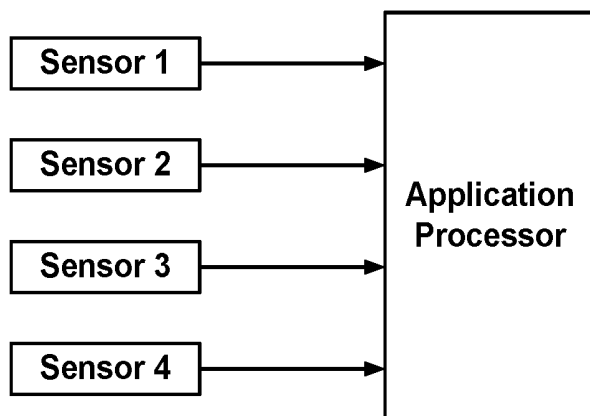 Sensor 1
Sensor 2
Sensor 3
Sensor 4
Application
Processor